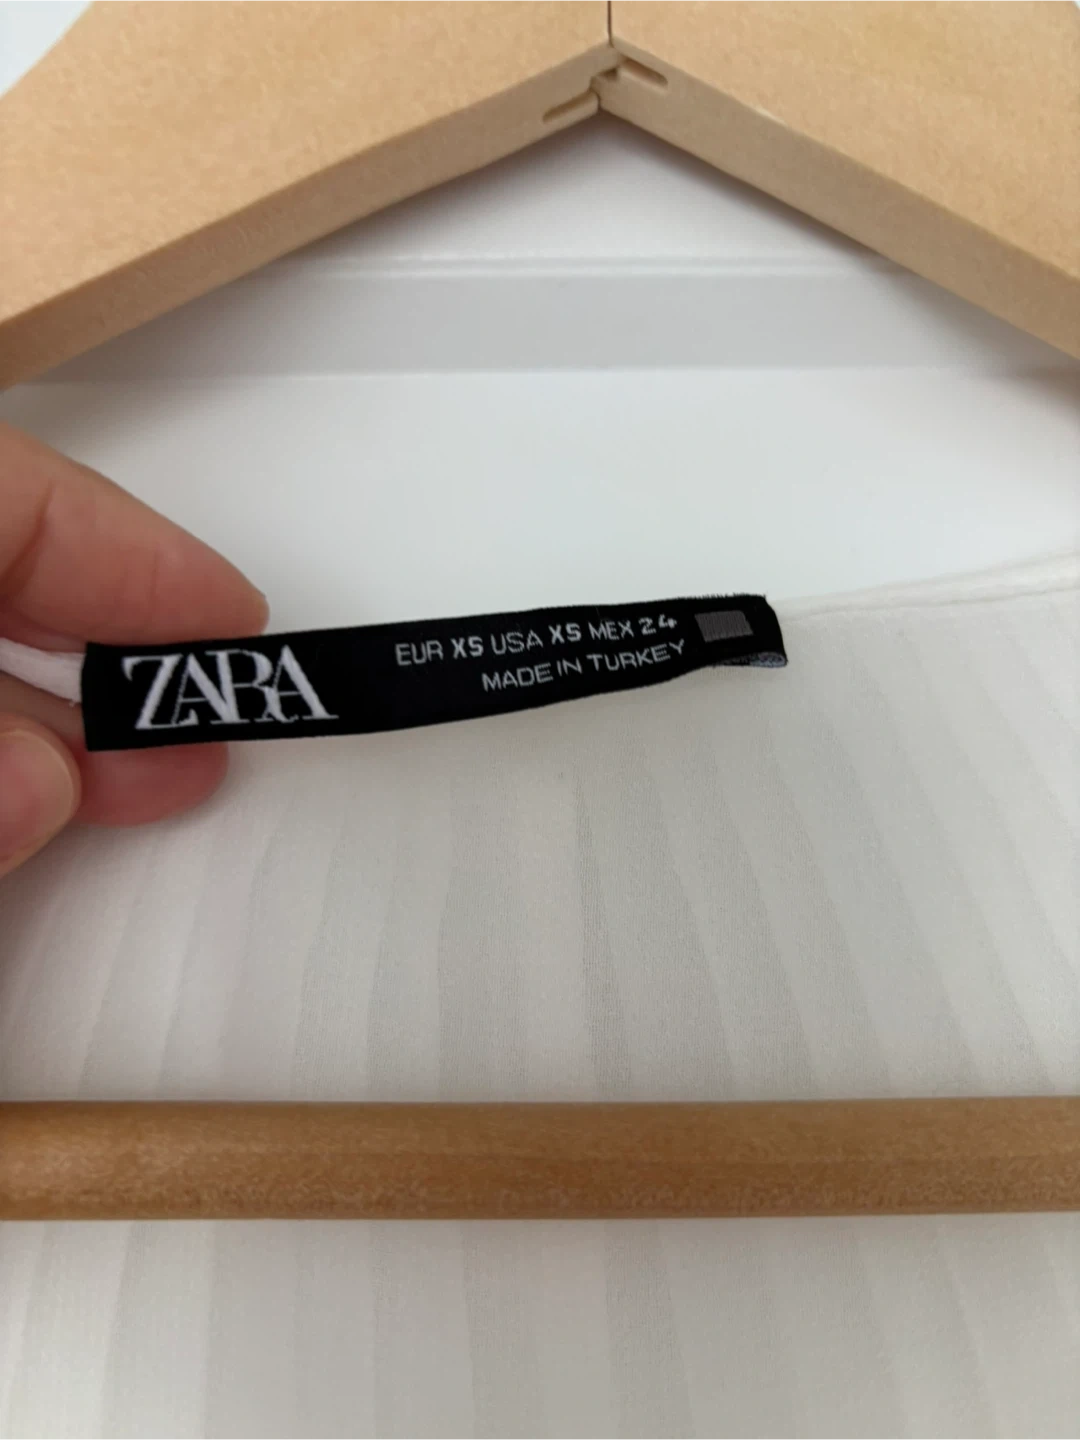 ZARA
EUR XS USA XS MEX 24
MADE IN TURKEY